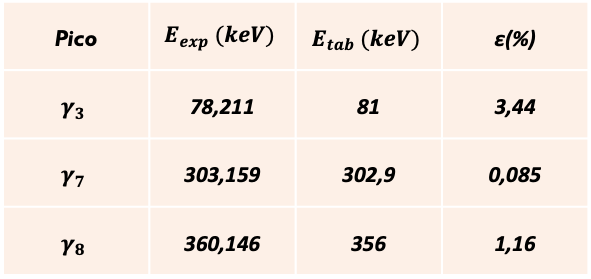 Pico E_exp (keV) E_tab (keV) ε(%)
γ₃ 78,211 81 3,44
γ₇ 303,159 302,9 0,085
γ₈ 360,146 356 1,16